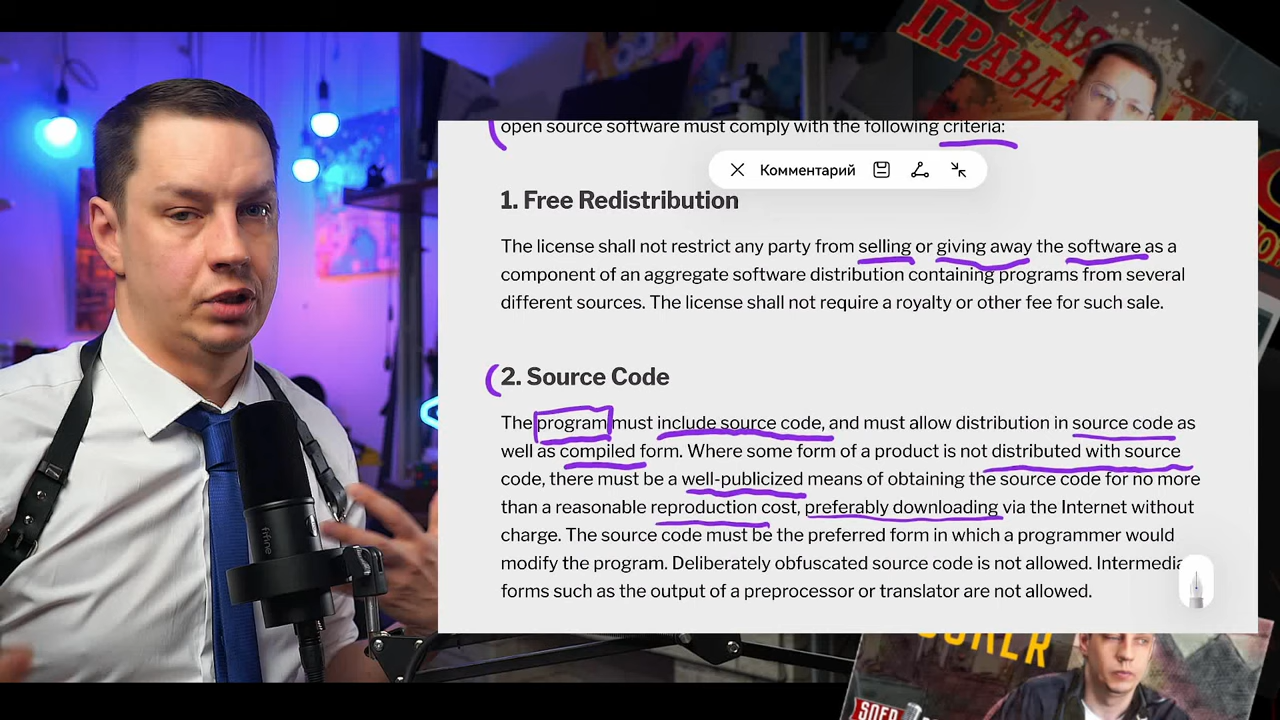 ПРАВДА
open source software must comply with the following criteria:
Комментарий
1. Free Redistribution
The license shall not restrict any party from selling or giving away the software as a
component of an aggregate software distribution containing programs from several
different sources. The license shall not require a royalty or other fee for such sale.
2. Source Code
The program must include source code, and must allow distribution in source code as
well as compiled form. Where some form of a product is not distributed with source
code, there must be a well-publicized means of obtaining the source code for no more
than a reasonable reproduction cost, preferably downloading via the Internet without
charge. The source code must be the preferred form in which a programmer would
modify the program. Deliberately obfuscated source code is not allowed. Intermedia
forms such as the output of a preprocessor or translator are not allowed.
fifine